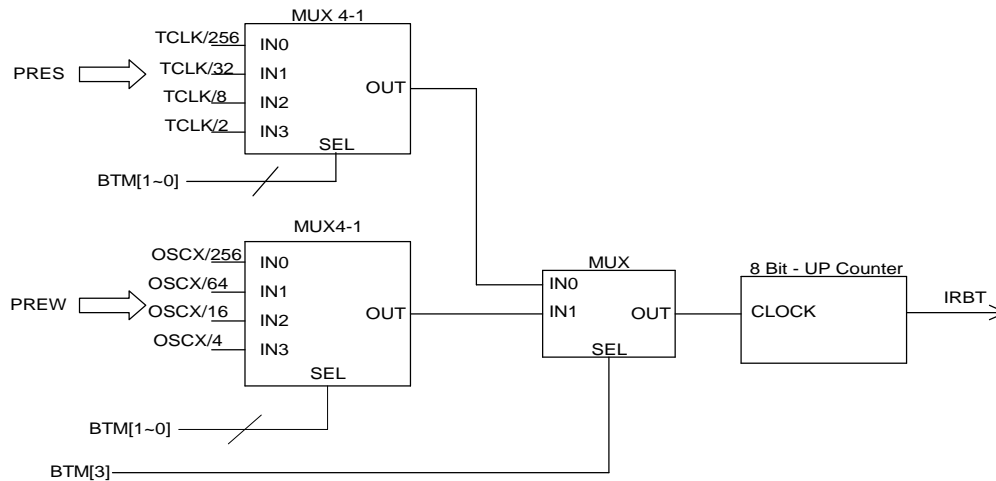 MUX 4-1
PRES
TCLK/256
TCLK/32
TCLK/8
TCLK/2
IN0
IN1
IN2
IN3
OUT
SEL
BTM[1~0]
MUX4-1
PREW
OSCX/256
OSCX/64
OSCX/16
OSCX/4
IN0
IN1
IN2
IN3
OUT
SEL
BTM[1~0]
BTM[3]
MUX
IN0
IN1
OUT
SEL
8 Bit - UP Counter
CLOCK
IRBT